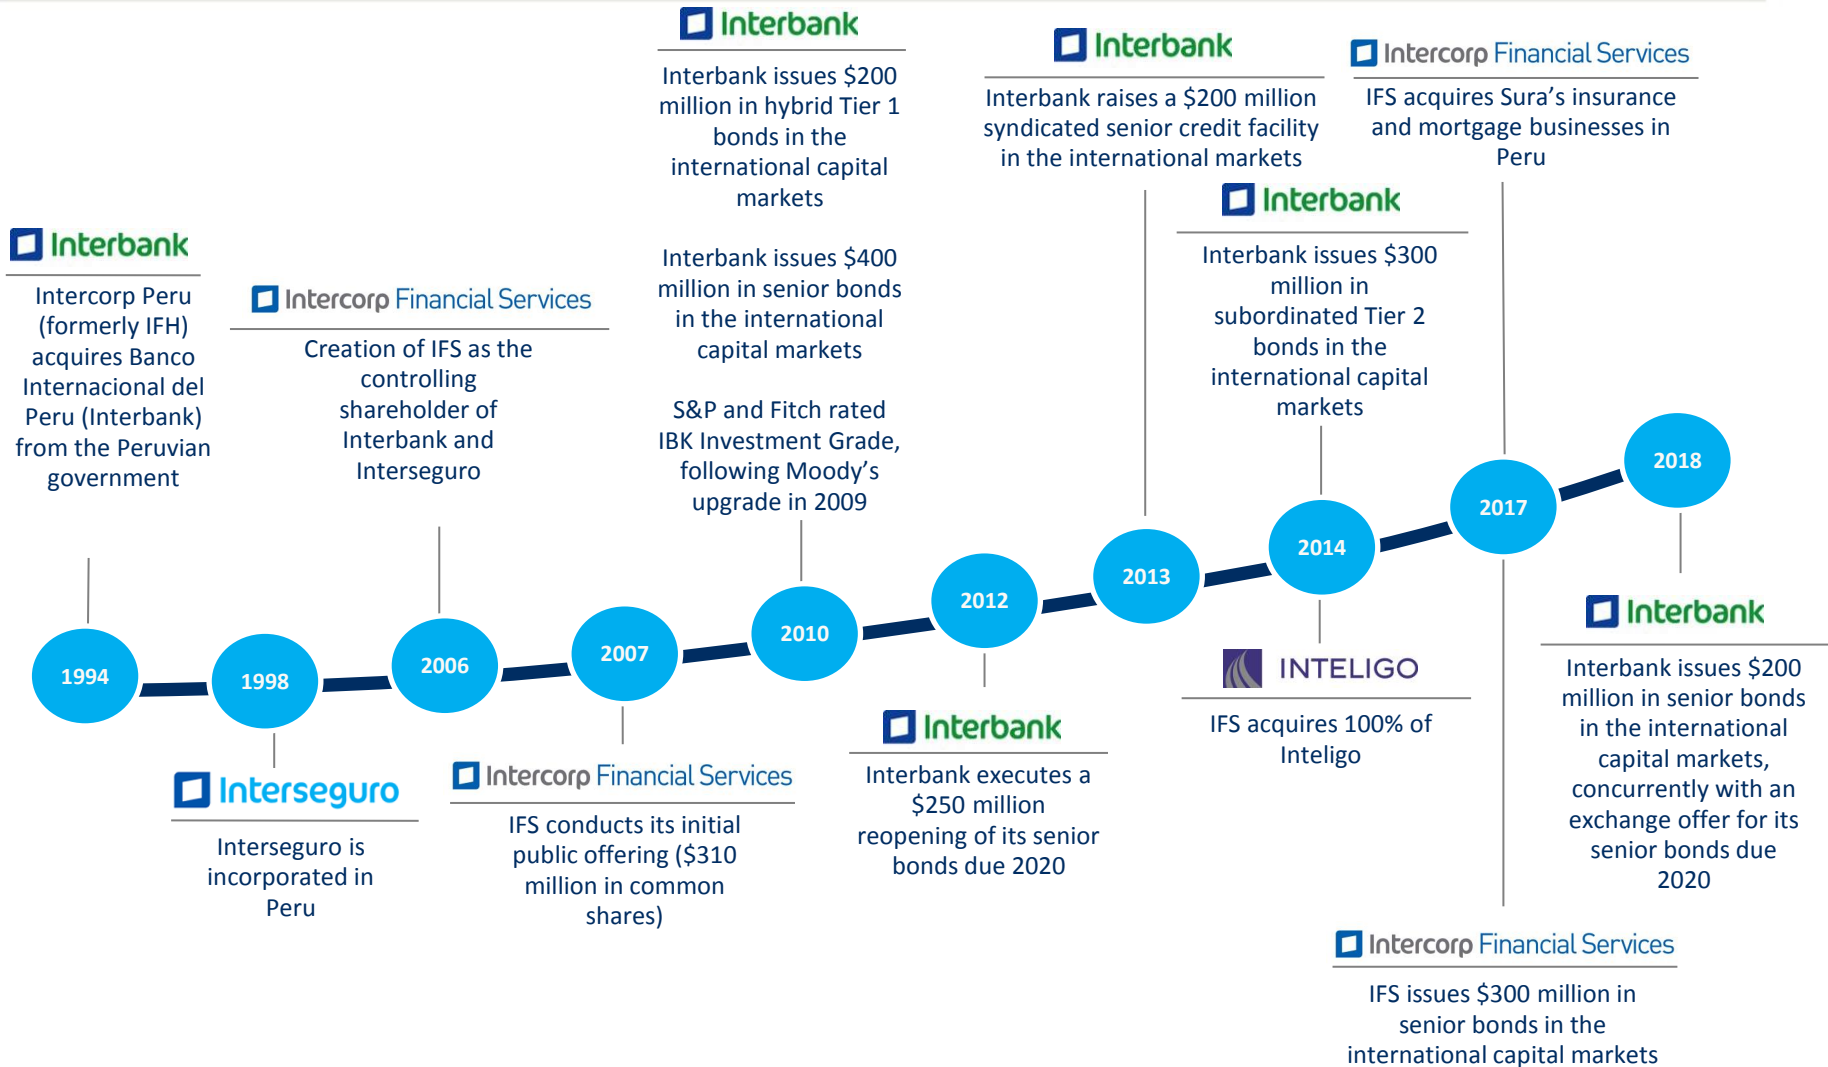 Interbank
Intercorp Peru
(formerly IFH)
acquires Banco
Internacional del
Peru (Interbank)
from the Peruvian
government
1994
1998
Interseguro
Interseguro is
incorporated in
Peru
Intercorp Financial Services
Creation of IFS as the
controlling
shareholder of
Interbank and
Interseguro
2006
2007
Intercorp Financial Services
IFS conducts its initial
public offering ($310
million in common
shares)
Interbank
Interbank issues $200
million in hybrid Tier 1
bonds in the
international capital
markets
Interbank issues $400
million in senior bonds
in the international
capital markets
S&P and Fitch rated
IBK Investment Grade,
following Moody's
upgrade in 2009
2010
2012
Interbank
Interbank executes a
$250 million
reopening of its senior
bonds due 2020
Interbank
Interbank raises a $200 million
syndicated senior credit facility
in the international markets
2013
Interbank
Interbank issues $300
million in
subordinated Tier 2
bonds in the
international capital
markets
2014
INTELIGO
IFS acquires 100% of
Inteligo
Intercorp Financial Services
IFS acquires Sura's insurance
and mortgage businesses in
Peru
2017
Intercorp Financial Services
IFS issues $300 million in
senior bonds in the
international capital markets
2018
Interbank
Interbank issues $200
million in senior bonds
in the international
capital markets,
concurrently with an
exchange offer for its
senior bonds due
2020